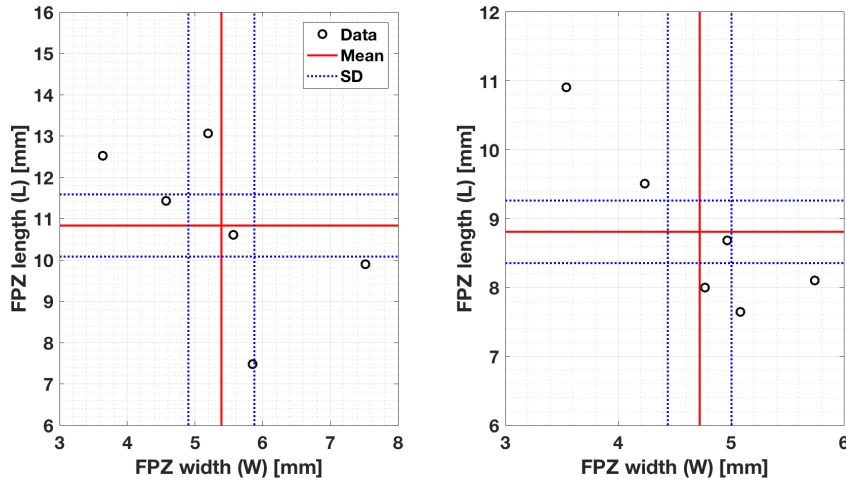 16
15
14
13
12
11
10
9
8
7
6
FPZ length (L) [mm]
3 4 5 6 7 8
FPZ width (W) [mm]
Data
Mean
SD
12
11
10
9
8
7
6
FPZ length (L) [mm]
3 4 5 6
FPZ width (W) [mm]